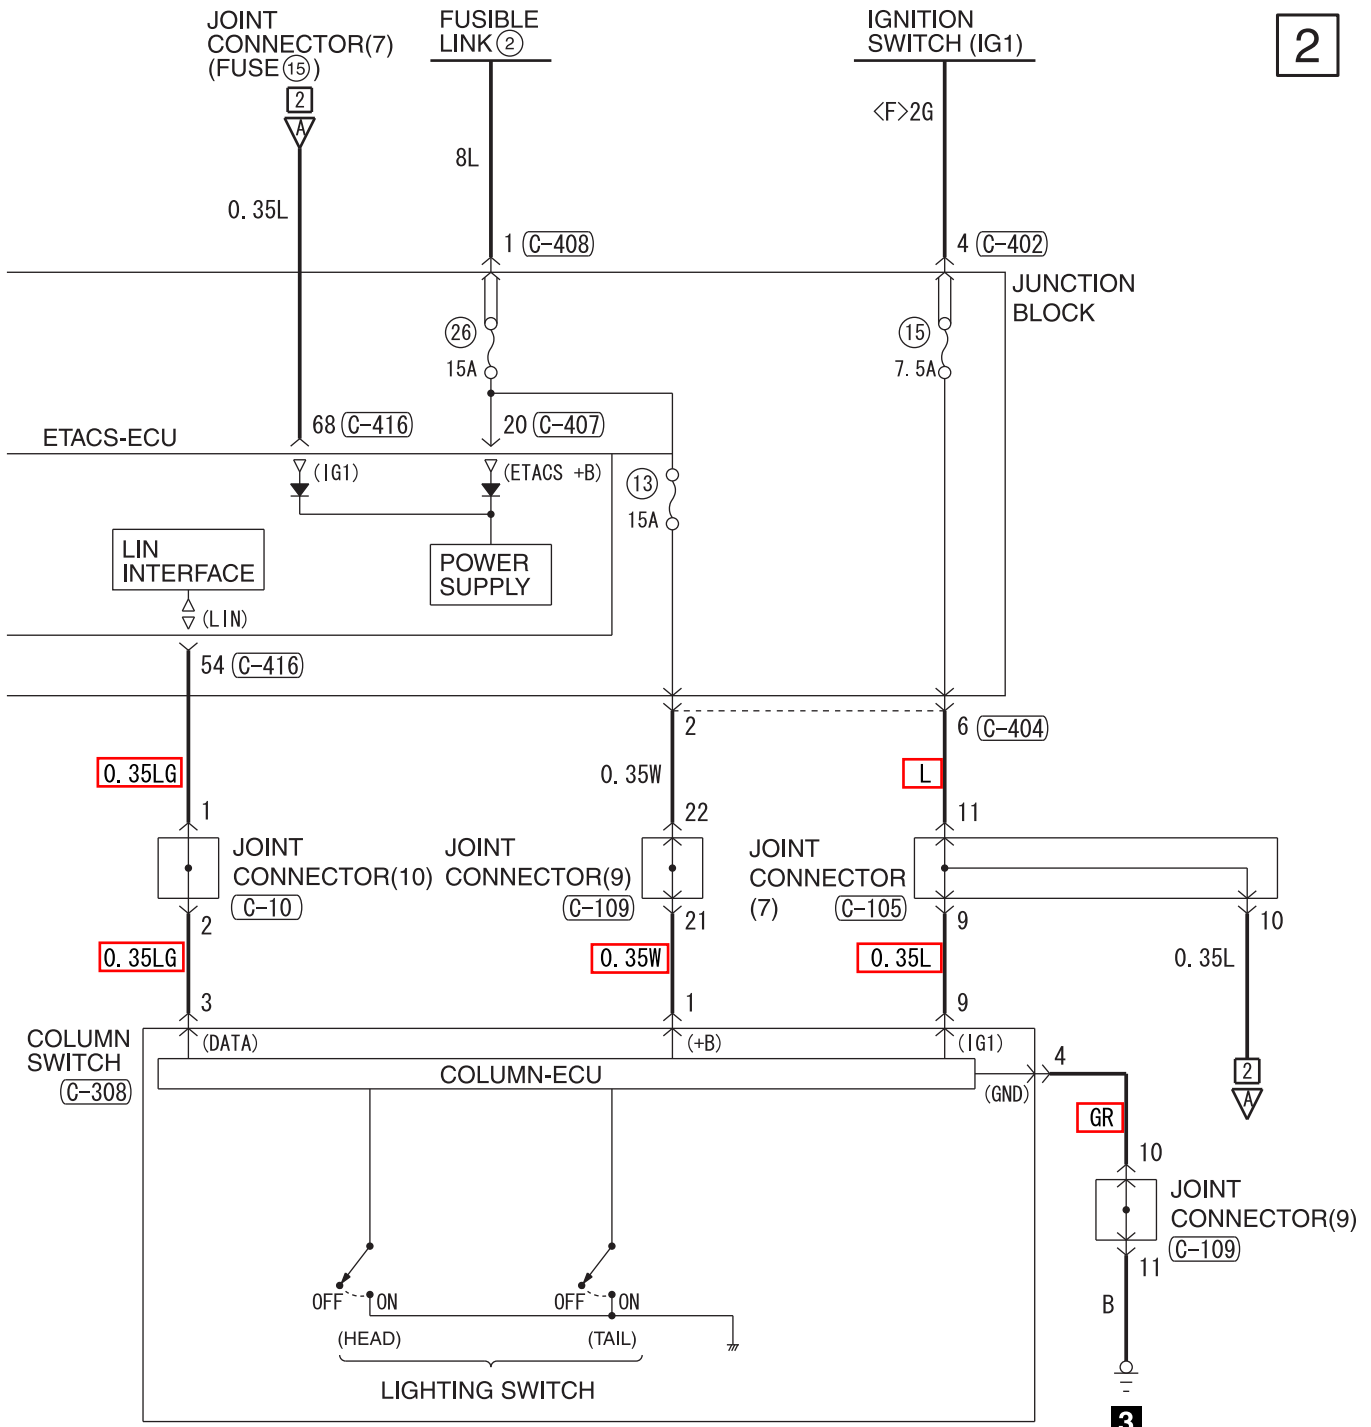 JOINT
CONNECTOR(7)
(FUSE⑮)
2
A
FUSIBLE
LINK②
IGNITION
SWITCH (IG1)
2
<F>2G
8L
0.35L
1 C-408
4 C-402
JUNCTION
BLOCK
26
15A
15
7.5A
ETACS-ECU
68 C-416
20 C-407
(IG1)
(ETACS +B)
13
15A
LIN
INTERFACE
POWER
SUPPLY
(LIN)
54 C-416
2
6 C-404
0.35LG
0.35W
L
1
22
11
JOINT
CONNECTOR(10)
C-10
JOINT
CONNECTOR(9)
C-109
JOINT
CONNECTOR
(7)
C-105
2
21
9
10
0.35LG
0.35W
0.35L
0.35L
3
1
9
COLUMN
SWITCH
C-308
(DATA)
(+B)
(IG1)
COLUMN-ECU
(GND)
4
2
A
GR
10
JOINT
CONNECTOR(9)
C-109
11
B
3
OFF ON
OFF ON
(HEAD)
(TAIL)
LIGHTING SWITCH